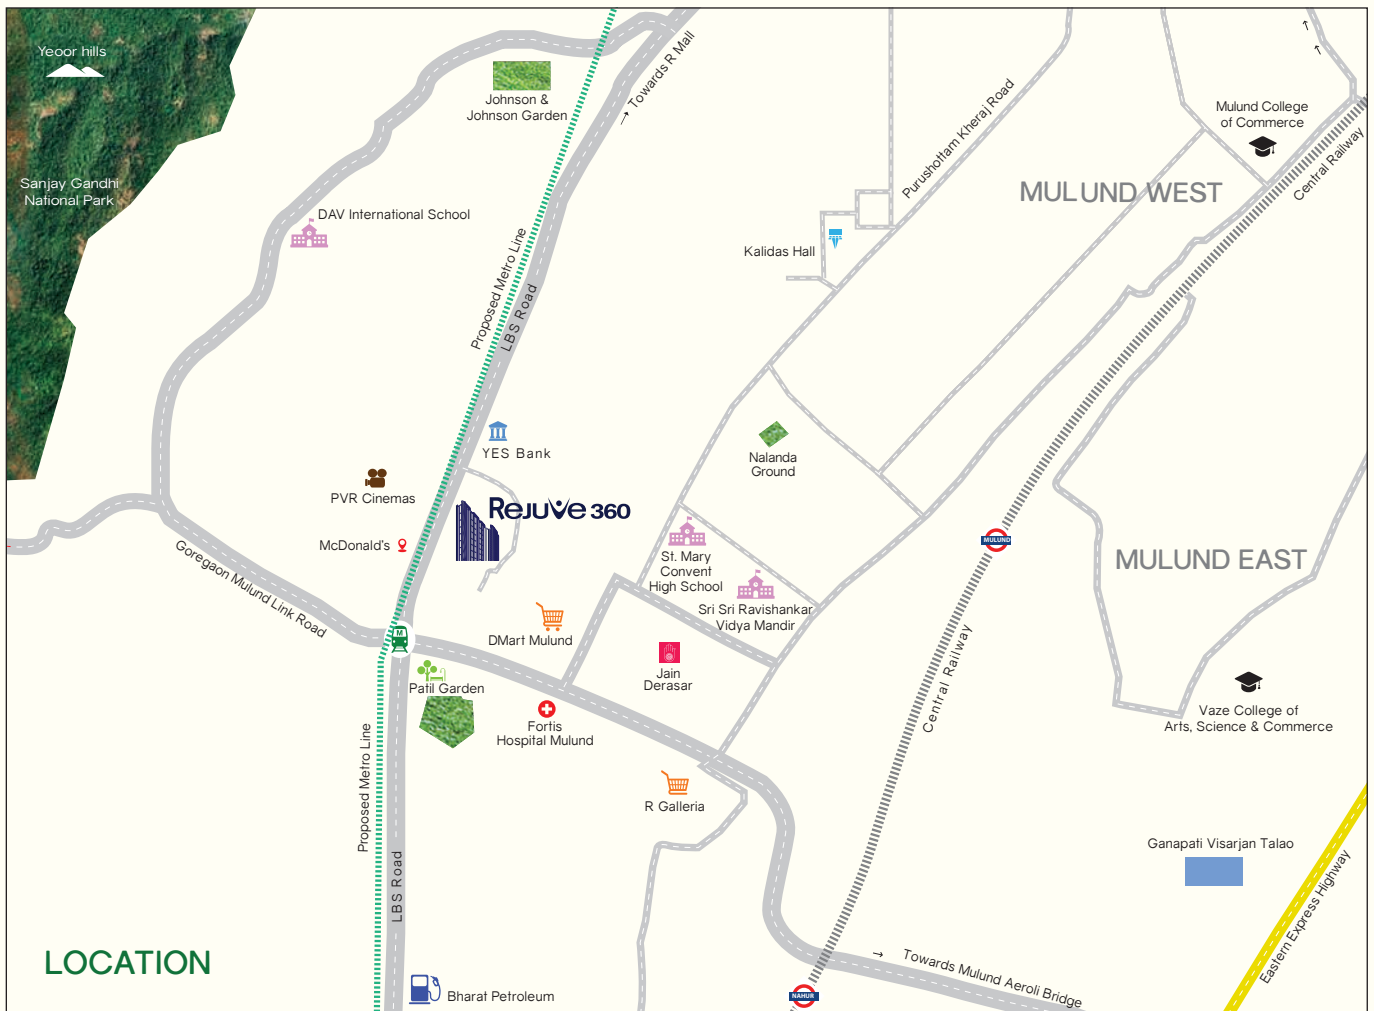 Yeoor hills
Johnson &
Johnson Garden
→ Towards R Mall
Mulund College
of Commerce
Purushottam Kheraj Road
Central Railway
Sanjay Gandhi
National Park
MULUND WEST
DAV International School
Kalidas Hall
Proposed Metro Line
LBS Road
YES Bank
Nalanda
Ground
PVR Cinemas
Rejuve 360
McDonald's
MULUND
Goregaon Mulund Link Road
St. Mary
Convent
High School
MULUND EAST
Sri Sri Ravishankar
Vidya Mandir
M
DMart Mulund
Jain
Derasar
Central Railway
Patil Garden
Fortis
Hospital Mulund
Vaze College of
Arts, Science & Commerce
Proposed Metro Line
R Galleria
LBS Road
Ganapati Visarjan Talao
Eastern Express Highway
LOCATION
→ Towards Mulund Aeroli Bridge
Bharat Petroleum
NAHUR